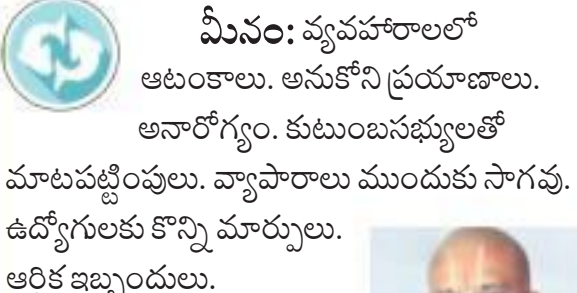 మీనం: వ్యవహారాలలో
ఆటంకాలు. అనుకోని ప్రయాణాలు.
అనారోగ్యం. కుటుంబసభ్యులతో
మాటపట్టింపులు. వ్యాపారాలు ముందుకు సాగవు.
ఉద్యోగులకు కొన్ని మార్పులు.
ఆరిక ఇబ్బందులు.